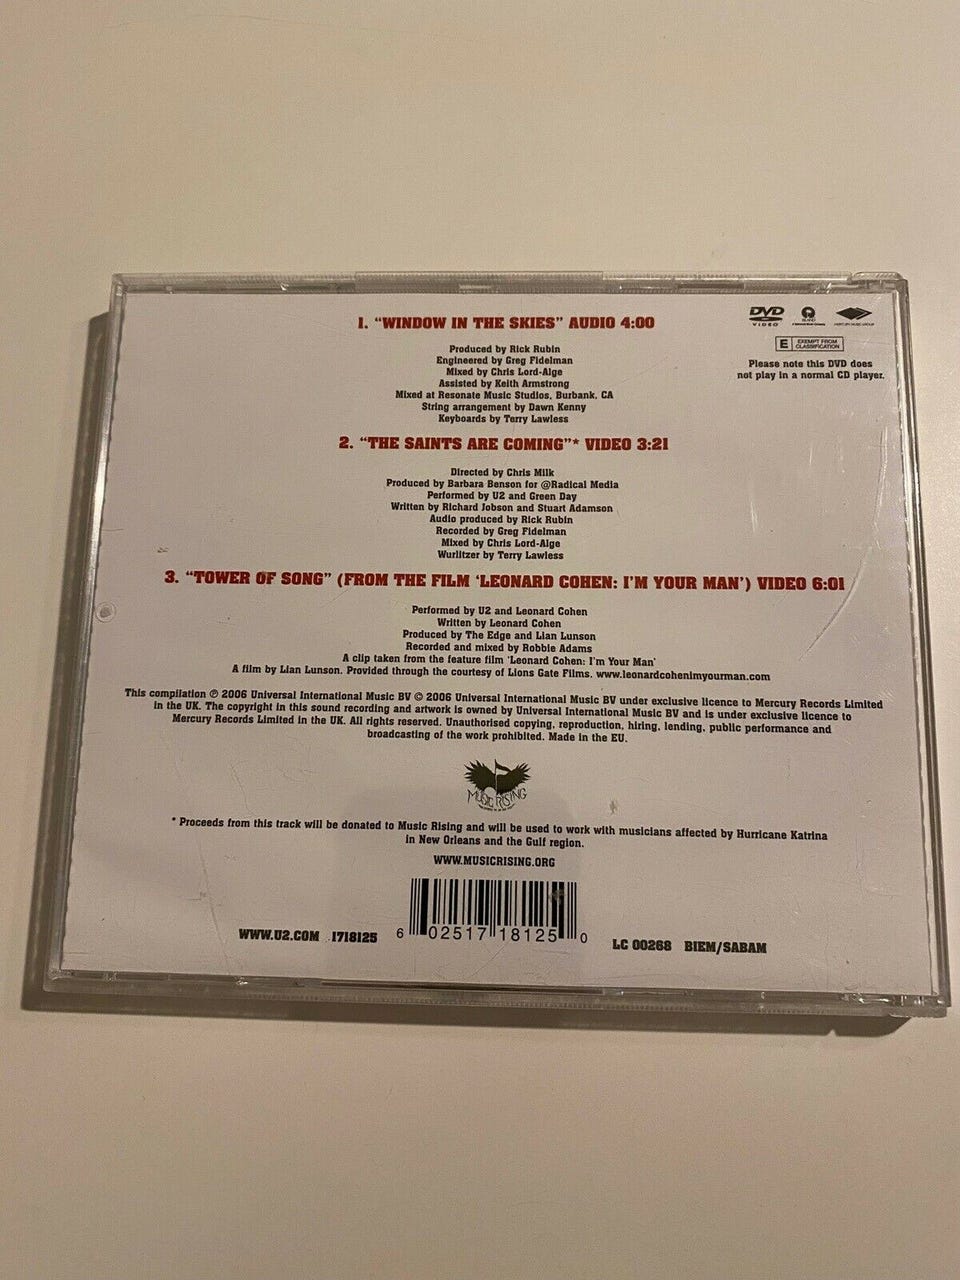 1. “WINDOW IN THE SKIES” AUDIO 4:00
Produced by Rick Rubin
Engineered by Greg Fidelman
Mixed by Chris Lord-Alge
Assisted by Keith Armstrong
Mixed at Resonate Music Studios, Burbank, CA
String arrangement by Dawn Kenny
Keyboards by Terry Lawless
DVD
VIDEO
ISLAND
MERCURY MUSIC GROUP
E EXEMPT FROM
CLASSIFICATION
Please note this DVD does
not play in a normal CD player.
2. “THE SAINTS ARE COMING”* VIDEO 3:21
Directed by Chris Milk
Produced by Barbara Benson for @Radical Media
Performed by U2 and Green Day
Written by Richard Jobson and Stuart Adamson
Audio produced by Rick Rubin
Recorded by Greg Fidelman
Mixed by Chris Lord-Alge
Wurlitzer by Terry Lawless
3. “TOWER OF SONG” (FROM THE FILM ‘LEONARD COHEN: I’M YOUR MAN’) VIDEO 6:01
Performed by U2 and Leonard Cohen
Written by Leonard Cohen
Produced by The Edge and Lian Lunson
Recorded and mixed by Robbie Adams
A clip taken from the feature film ‘Leonard Cohen: I’m Your Man’
A film by Lian Lunson. Provided through the courtesy of Lions Gate Films. www.leonardcohenimyourman.com
This compilation ℗ 2006 Universal International Music BV © 2006 Universal International Music BV under exclusive licence to Mercury Records Limited
in the UK. The copyright in this sound recording and artwork is owned by Universal International Music BV and is under exclusive licence to
Mercury Records Limited in the UK. All rights reserved. Unauthorised copying, reproduction, hiring, lending, public performance and
broadcasting of the work prohibited. Made in the EU.
MUSIC RISING
* Proceeds from this track will be donated to Music Rising and will be used to work with musicians affected by Hurricane Katrina
in New Orleans and the Gulf region.
WWW.MUSICRISING.ORG
WWW.U2.COM 1718125
6 02517 18125 0
LC 00268 BIEM/SABAM